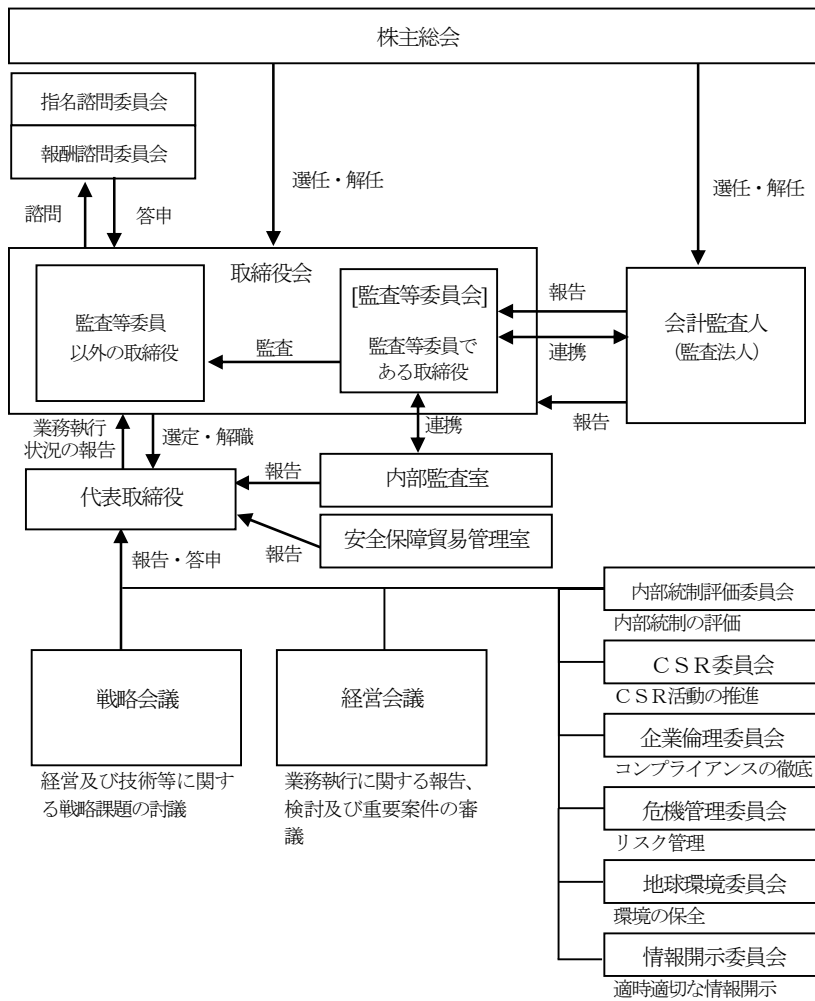 株主総会
指名諮問委員会
報酬諮問委員会
選任・解任
選任・解任
諮問
答申
取締役会
監査等委員
以外の取締役
監査
[監査等委員会]
監査等委員で
ある取締役
報告
連携
報告
会計監査人
（監査法人）
業務執行
状況の報告
選定・解職
連携
代表取締役
報告
内部監査室
報告
安全保障貿易管理室
報告・答申
内部統制評価委員会
内部統制の評価
ＣＳＲ委員会
ＣＳＲ活動の推進
企業倫理委員会
コンプライアンスの徹底
危機管理委員会
リスク管理
地球環境委員会
環境の保全
情報開示委員会
適時適切な情報開示
戦略会議
経営及び技術等に関す
る戦略課題の討議
経営会議
業務執行に関する報告、
検討及び重要案件の審
議